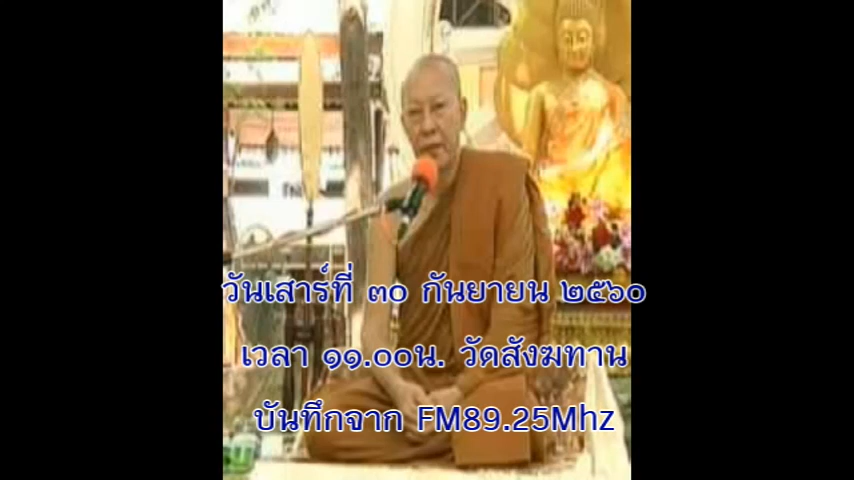 วันเสาร์ที่ ๓๐ กันยายน ๒๕๖๐
เวลา ๑๑.๐๐น. วัดสังฆทาน
บันทึกจาก FM89.25Mhz